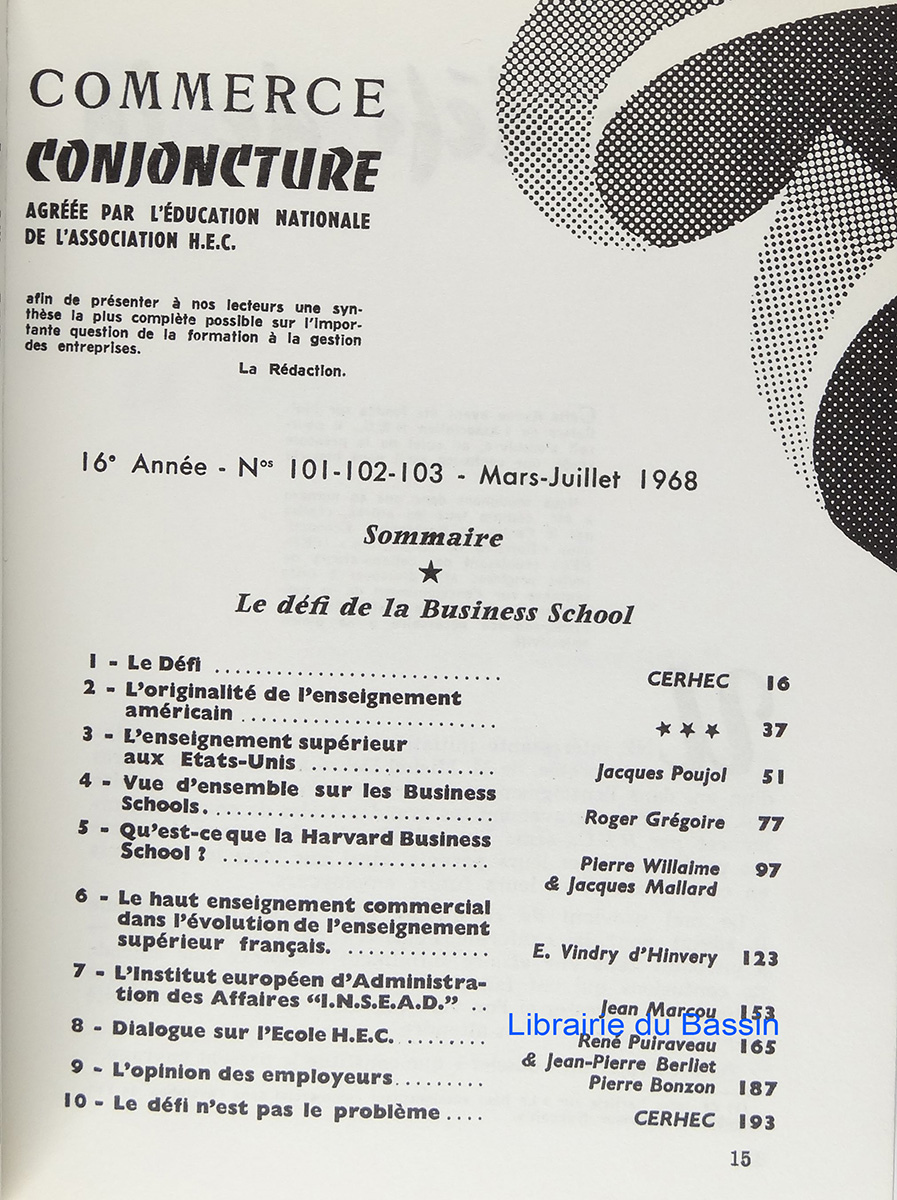 COMMERCE
CONJONCTURE
AGRÉÉE PAR L'ÉDUCATION NATIONALE
DE L'ASSOCIATION H.E.C.
afin de présenter à nos lecteurs une syn-
thèse la plus complète possible sur l'impor-
tante question de la formation à la gestion
des entreprises.
La Rédaction.
16e Année - Nos 101-102-103 - Mars-Juillet 1968
Sommaire
★
Le défi de la Business School
1 - Le Défi .............................. CERHEC 16
2 - L'originalité de l'enseignement
américain .......................... ★ ★ ★ 37
3 - L'enseignement supérieur
aux Etats-Unis .................. Jacques Poujol 51
4 - Vue d'ensemble sur les Business
Schools. ............................ Roger Grégoire 77
5 - Qu'est-ce que la Harvard Business
School ? .......................... Pierre Willaime 97
& Jacques Mallard
6 - Le haut enseignement commercial
dans l'évolution de l'enseignement
supérieur français. .............. E. Vindry d'Hinvery 123
7 - L'Institut européen d'Administra-
tion des Affaires “I.N.S.E.A.D.” .. Jean Marcou 153
Librairie du Bassin
8 - Dialogue sur l'Ecole H.E.C. ........ René Puiraveau 165
& Jean-Pierre Berliet
9 - L'opinion des employeurs ......... Pierre Bonzon 187
10 - Le défi n'est pas le problème .... CERHEC 193
15